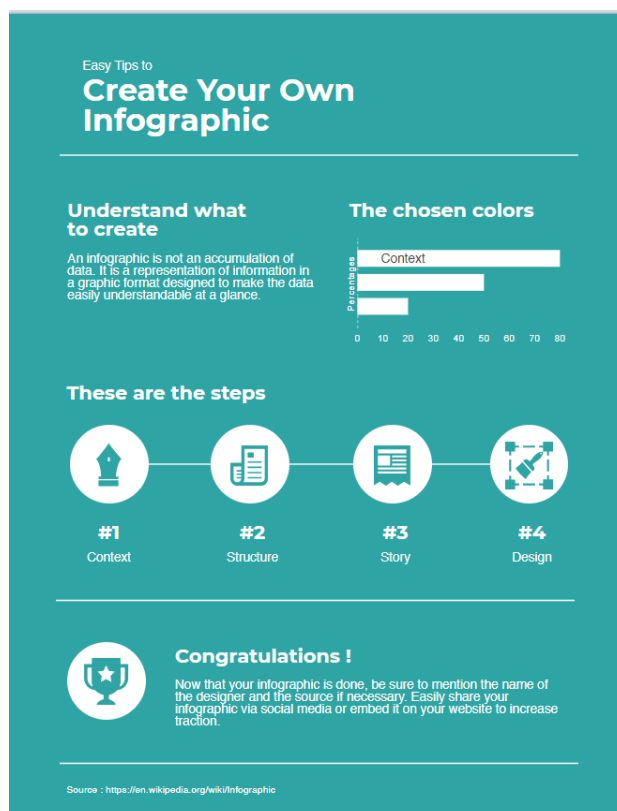 Easy Tips to
Create Your Own
Infographic
Understand what
to create
An infographic is not an accumulation of
data. It is a representation of information in
a graphic format designed to make the data
easily understandable at a glance.
The chosen colors
Percentages
Context
0 10 20 30 40 50 60 70 80
These are the steps
#1 #2 #3 #4
Context Structure Story Design
Congratulations !
Now that your infographic is done, be sure to mention the name of
the designer and the source if necessary. Easily share your
infographic via social media or embed it on your website to increase
traction.
Source : https://en.wikipedia.org/wiki/Infographic